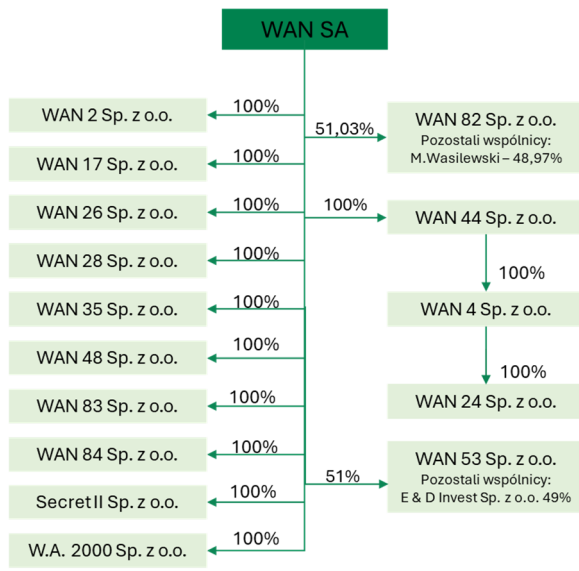 WAN SA
WAN 2 Sp. z o.o.
100%
WAN 17 Sp. z o.o.
100%
WAN 26 Sp. z o.o.
100%
WAN 28 Sp. z o.o.
100%
WAN 35 Sp. z o.o.
100%
WAN 48 Sp. z o.o.
100%
WAN 83 Sp. z o.o.
100%
WAN 84 Sp. z o.o.
100%
Secret II Sp. z o.o.
100%
W.A. 2000 Sp. z o.o.
100%
51,03%
WAN 82 Sp. z o.o.
Pozostali wspólnicy:
M.Wasilewski – 48,97%
100%
WAN 44 Sp. z o.o.
100%
WAN 4 Sp. z o.o.
100%
WAN 24 Sp. z o.o.
51%
WAN 53 Sp. z o.o.
Pozostali wspólnicy:
E & D Invest Sp. z o.o. 49%